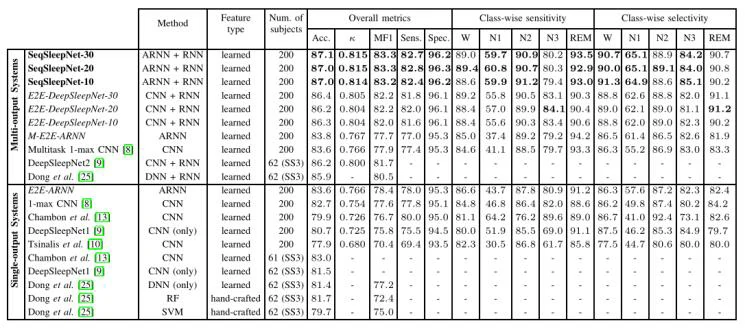 Method Feature type Num. of subjects Overall metrics Class-wise sensitivity Class-wise selectivity
Acc. κ MF1 Sens. Spec. W N1 N2 N3 REM W N1 N2 N3 REM
Multi-output Systems
SeqSleepNet-30 ARNN + RNN learned 200 87.1 0.815 83.3 82.7 96.2 89.0 59.7 90.9 80.2 93.5 90.7 65.1 88.9 84.2 90.7
SeqSleepNet-20 ARNN + RNN learned 200 87.0 0.815 83.3 82.8 96.3 89.4 60.8 90.7 80.3 92.9 90.0 65.1 89.1 84.0 90.8
SeqSleepNet-10 ARNN + RNN learned 200 87.0 0.814 83.2 82.4 96.2 88.6 59.9 91.2 79.4 93.0 91.3 64.9 88.6 85.1 90.2
E2E-DeepSleepNet-30 CNN + RNN learned 200 86.4 0.805 82.2 81.8 96.1 89.2 55.8 90.5 83.1 90.3 88.8 62.6 88.8 82.0 91.1
E2E-DeepSleepNet-20 CNN + RNN learned 200 86.2 0.804 82.2 82.0 96.1 88.4 57.0 89.9 84.1 90.4 89.0 62.1 89.0 81.1 91.2
E2E-DeepSleepNet-10 CNN + RNN learned 200 86.3 0.804 82.0 81.6 96.1 88.4 55.6 90.3 83.4 90.6 88.8 62.0 89.0 82.3 90.2
M-E2E-ARNN ARNN learned 200 83.8 0.767 77.7 77.0 95.3 85.0 37.4 89.2 79.2 94.2 86.5 61.4 86.5 82.6 81.9
Multitask 1-max CNN [8] CNN learned 200 83.6 0.766 77.9 77.4 95.3 84.6 41.1 88.5 79.7 93.3 86.3 55.2 86.9 83.0 83.3
DeepSleepNet2 [9] CNN + RNN learned 62 (SS3) 86.2 0.800 81.7 - - - - - - - - - - - -
Dong et al. [25] DNN + RNN learned 62 (SS3) 85.9 - 80.5 - - - - - - - - - - - -
Single-output Systems
E2E-ARNN ARNN learned 200 83.6 0.766 78.4 78.0 95.3 86.6 43.7 87.8 80.9 91.2 86.3 57.6 87.2 82.3 82.4
1-max CNN [8] CNN learned 200 82.7 0.754 77.6 77.8 95.1 84.8 46.8 86.4 82.0 88.6 86.2 49.8 87.4 80.2 84.2
Chambon et al. [13] CNN learned 200 79.9 0.726 76.7 80.0 95.0 81.1 64.2 76.2 89.6 89.0 86.7 41.0 92.4 73.1 82.6
DeepSleepNet1 [9] CNN (only) learned 200 80.7 0.725 75.8 75.5 94.5 80.0 51.9 85.5 69.0 91.1 87.5 46.2 85.3 84.9 79.7
Tsinalis et al. [10] CNN learned 200 77.9 0.680 70.4 69.4 93.5 82.3 30.5 86.8 61.7 85.8 77.5 44.7 80.6 80.0 80.0
Chambon et al. [13] CNN learned 61 (SS3) 83.0 - - - - - - - - - - - - - -
DeepSleepNet1 [9] CNN (only) learned 62 (SS3) 81.5 - - - - - - - - - - - - - -
Dong et al. [25] DNN (only) learned 62 (SS3) 81.4 - 77.2 - - - - - - - - - - - -
Dong et al. [25] RF hand-crafted 62 (SS3) 81.7 - 72.4 - - - - - - - - - - - -
Dong et al. [25] SVM hand-crafted 62 (SS3) 79.7 - 75.0 - - - - - - - - - - - -